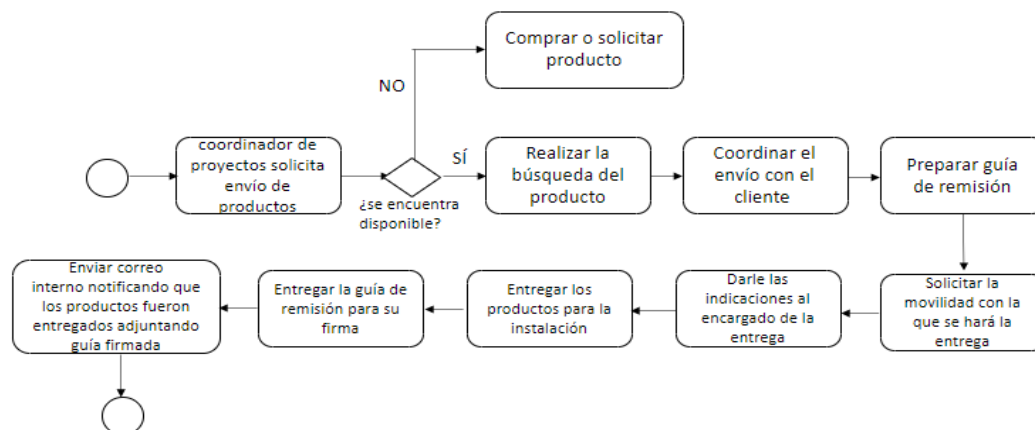 Comprar o solicitar
producto
NO
coordinador de
proyectos solicita
envío de
productos
¿se encuentra
disponible?
SÍ
Realizar la
búsqueda del
producto
Coordinar el
envío con el
cliente
Preparar guía
de remisión
Solicitar la
movilidad con la
que se hará la
entrega
Darle las
indicaciones al
encargado de la
entrega
Entregar los
productos para la
instalación
Entregar la guía de
remisión para su
firma
Enviar correo
interno notificando que
los productos fueron
entregados adjuntando
guía firmada